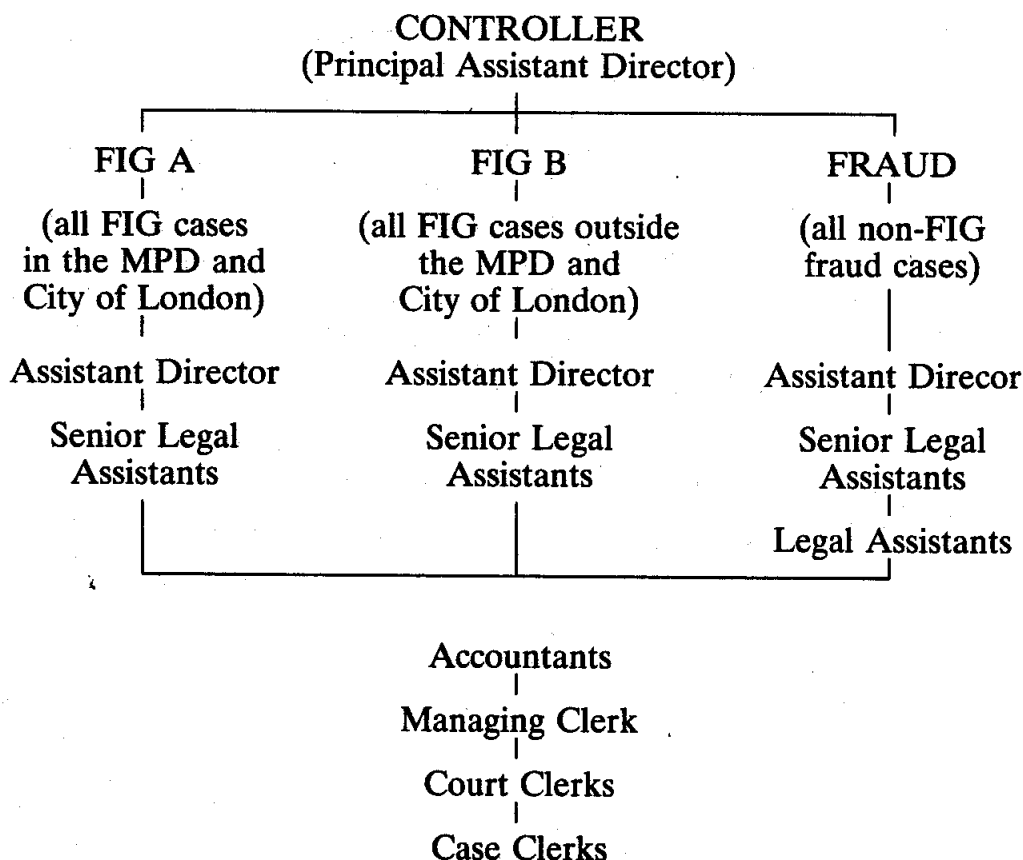 CONTROLLER
(Principal Assistant Director)
FIG A
(all FIG cases
in the MPD and
City of London)
Assistant Director
Senior Legal
Assistants
FIG B
(all FIG cases outside
the MPD and
City of London)
Assistant Director
Senior Legal
Assistants
FRAUD
(all non-FIG
fraud cases)
Assistant Direcor
Senior Legal
Assistants
Legal Assistants
Accountants
Managing Clerk
Court Clerks
Case Clerks